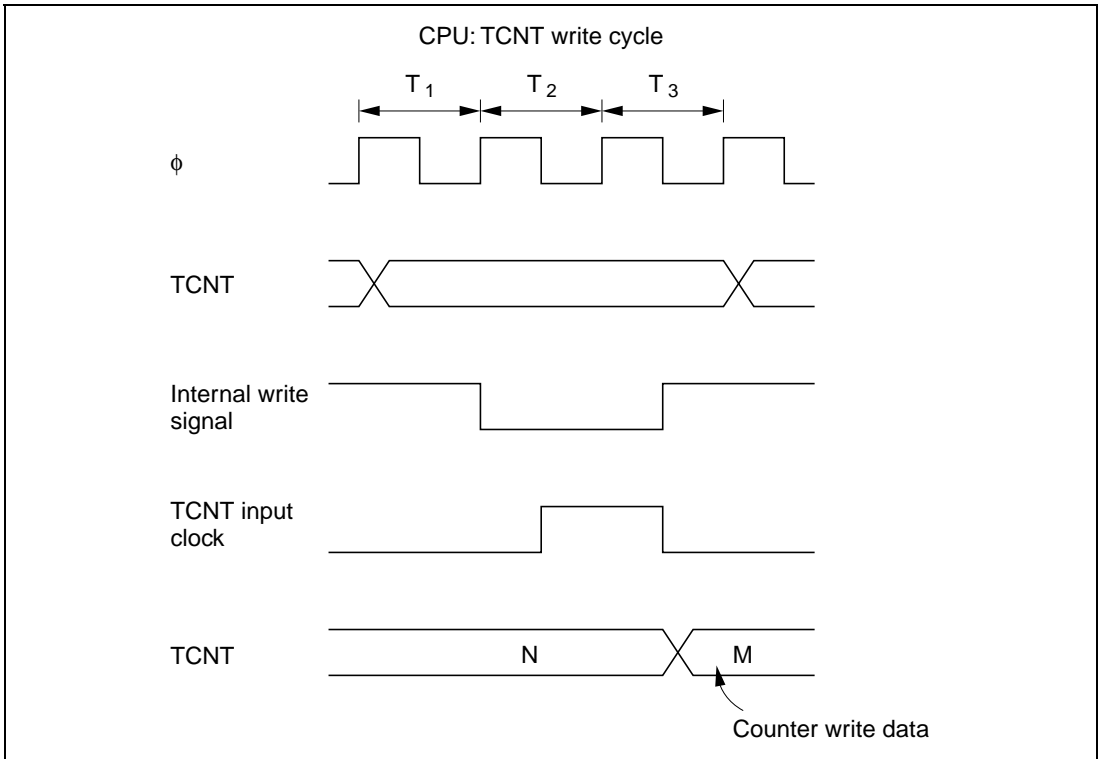 CPU: TCNT write cycle
T1 T2 T3
ϕ
TCNT
Internal write
signal
TCNT input
clock
TCNT N M
Counter write data